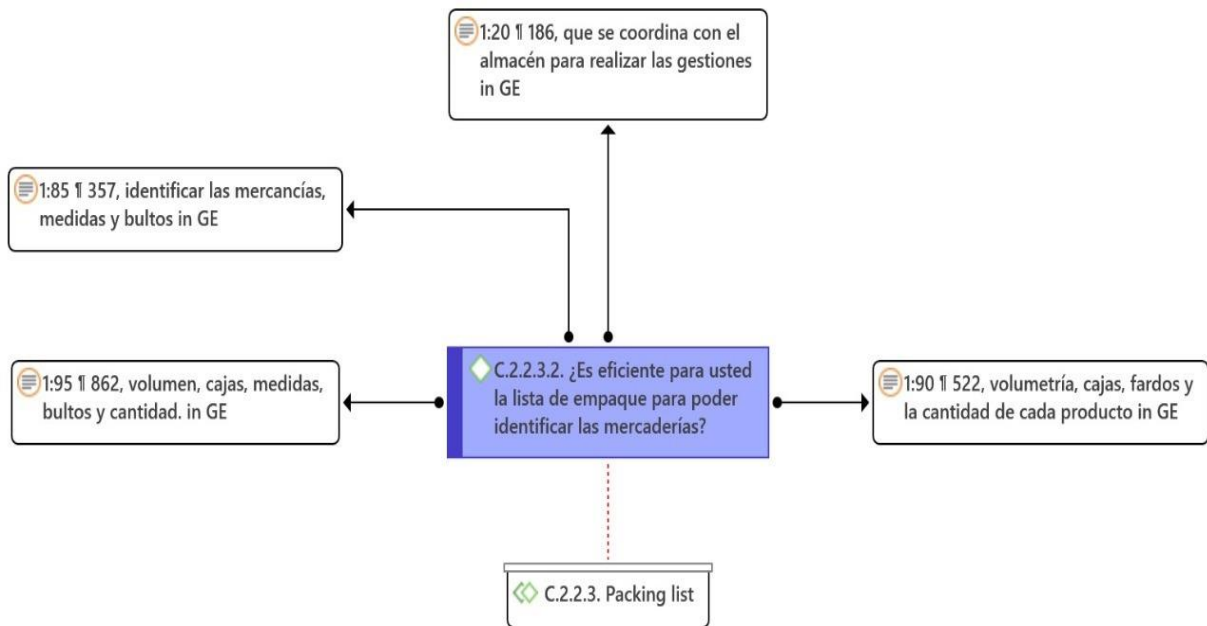 1:20 ¶ 186, que se coordina con el
almacén para realizar las gestiones
in GE
1:85 ¶ 357, identificar las mercancías,
medidas y bultos in GE
1:95 ¶ 862, volumen, cajas, medidas,
bultos y cantidad. in GE
C.2.2.3.2. ¿Es eficiente para usted
la lista de empaque para poder
identificar las mercaderías?
1:90 ¶ 522, volumetría, cajas, fardos y
la cantidad de cada producto in GE
C.2.2.3. Packing list